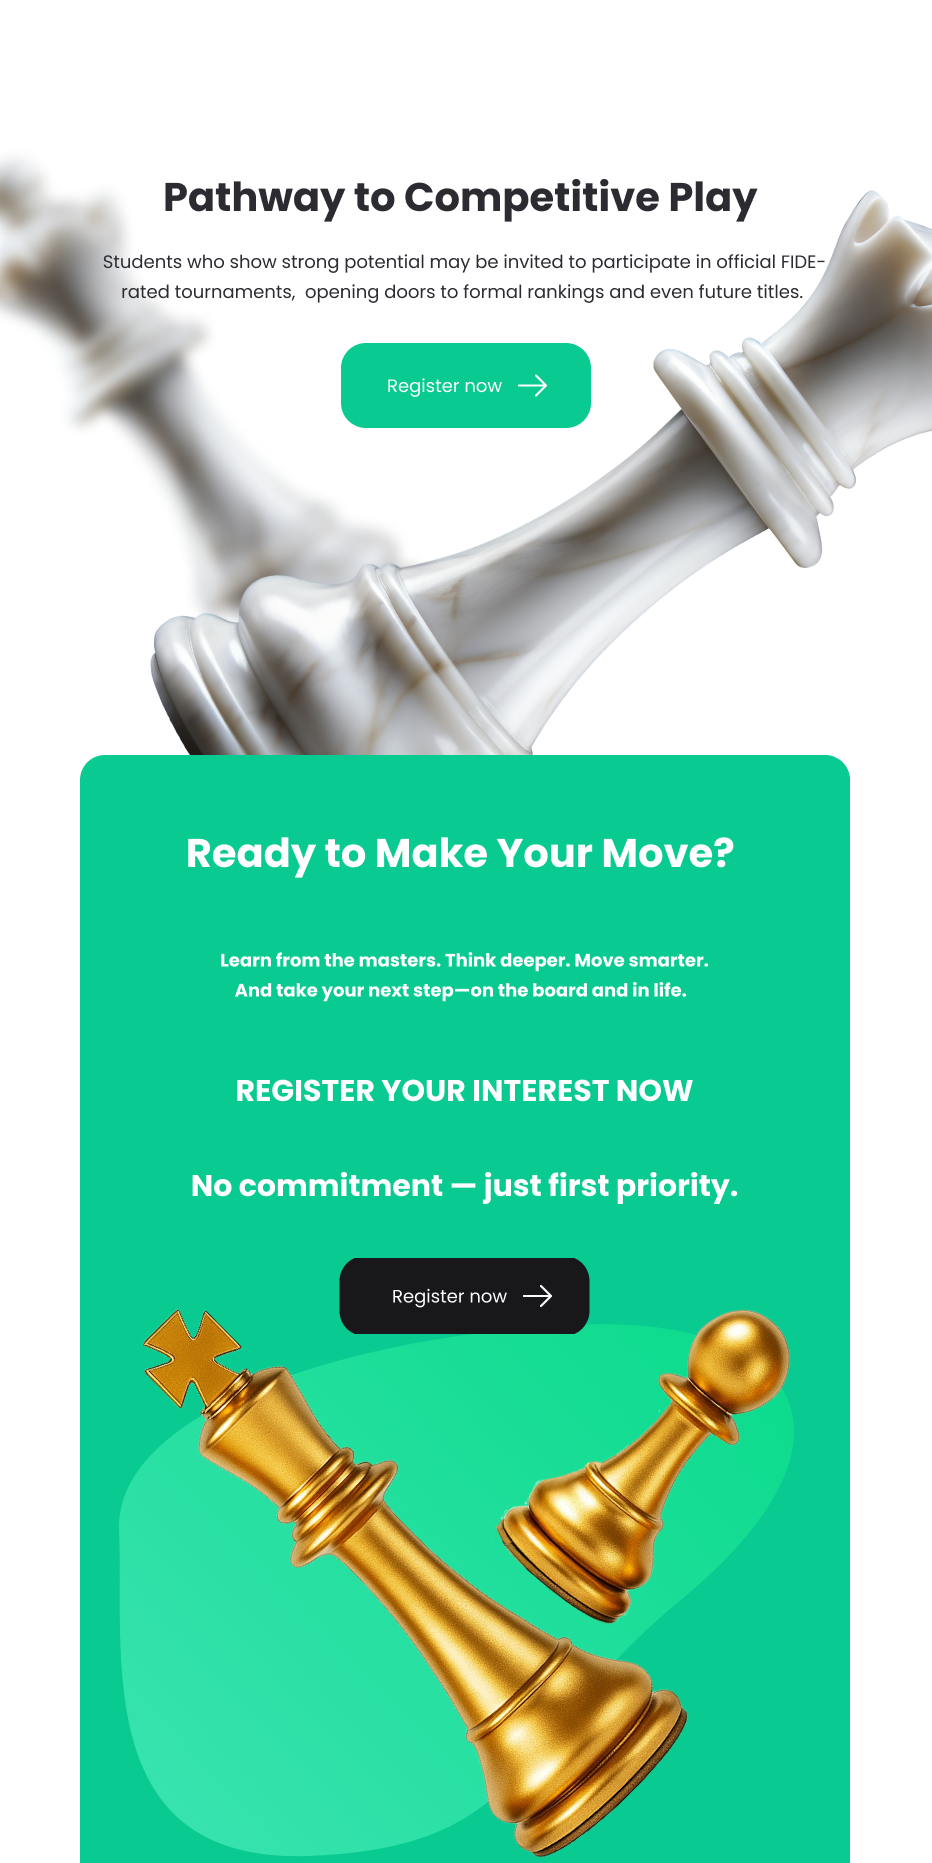 Pathway to Competitive Play
Students who show strong potential may be invited to participate in official FIDE-
rated tournaments,  opening doors to formal rankings and even future titles.
Register now
Ready to Make Your Move?
Learn from the masters. Think deeper. Move smarter.
And take your next step—on the board and in life.
REGISTER YOUR INTEREST NOW
No commitment — just first priority.
Register now